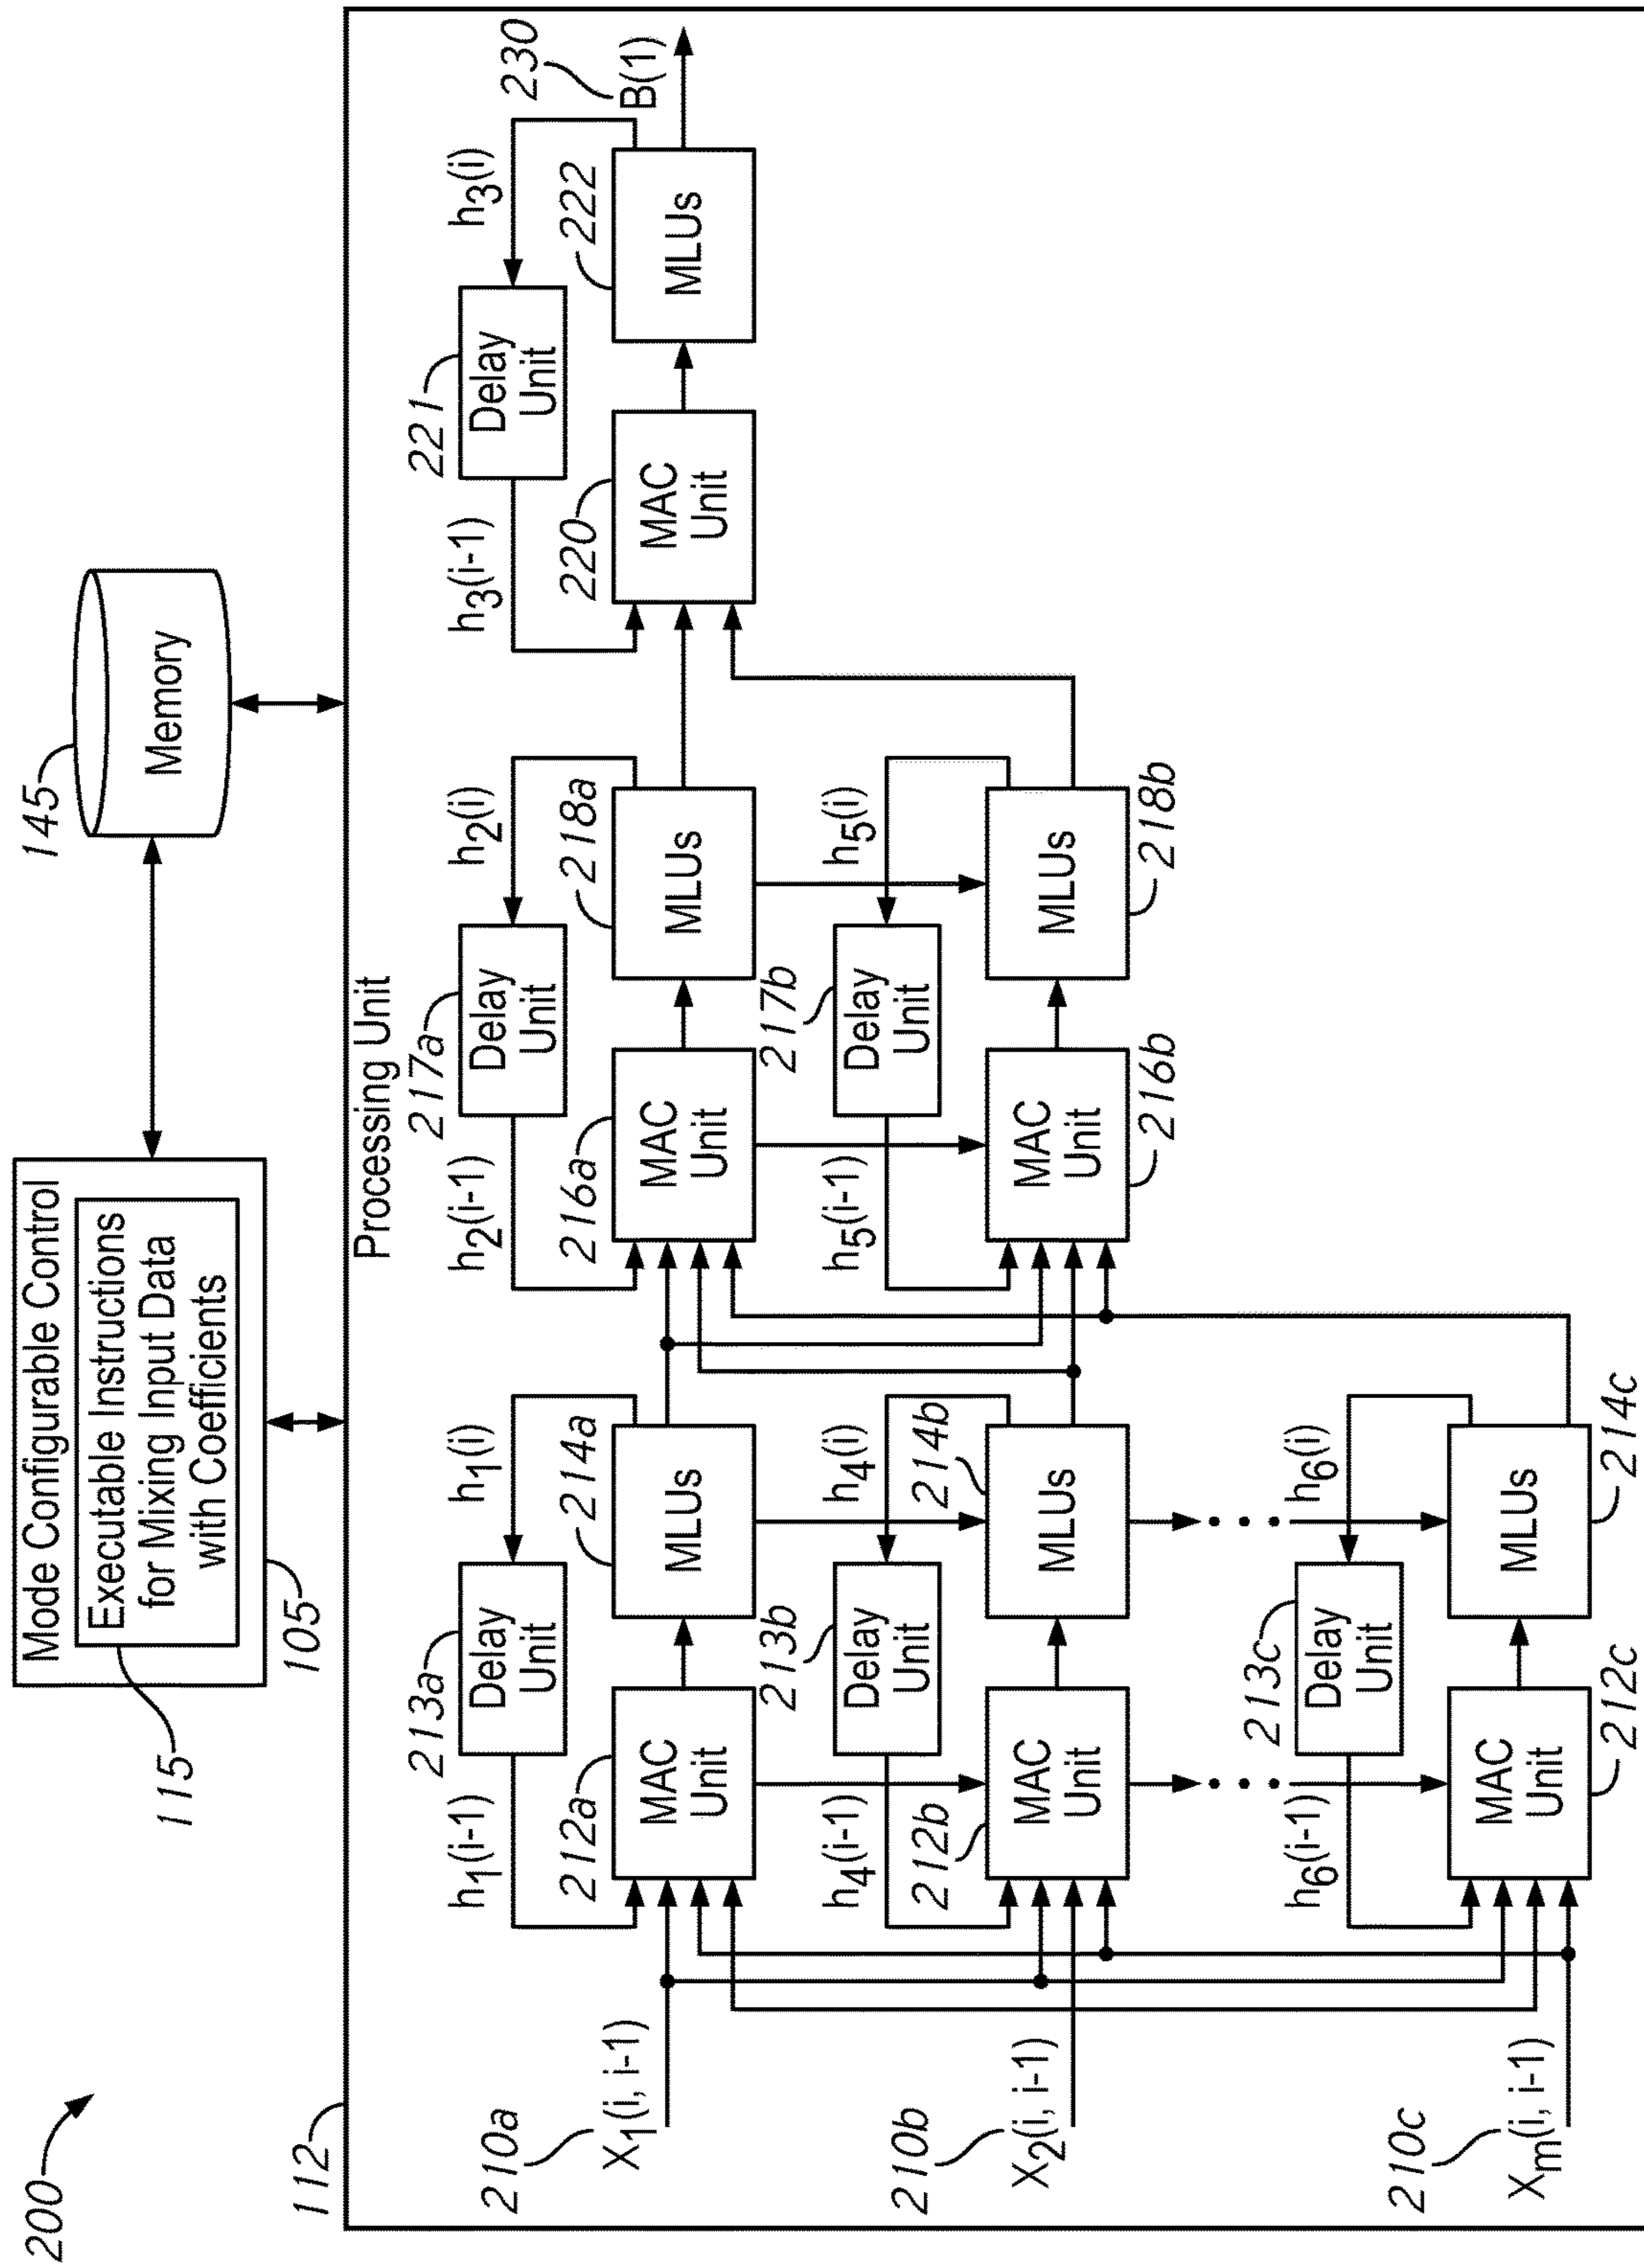 200
Mode Configurable Control
Executable Instructions
for Mixing Input Data
with Coefficients
115
105
145
Memory
112
Processing Unit
210a
X1(i, i-1)
h1(i-1)
213a
Delay
Unit
h1(i)
212a
MAC
Unit
214a
MLUs
h2(i-1)
217a
Delay
Unit
h2(i)
216a
MAC
Unit
218a
MLUs
h3(i-1)
221
Delay
Unit
h3(i)
220
MAC
Unit
222
MLUs
230
B(1)
210b
X2(i, i-1)
h4(i-1)
213b
Delay
Unit
h4(i)
212b
MAC
Unit
214b
MLUs
h5(i-1)
217b
Delay
Unit
h5(i)
MAC
Unit
216b
MLUs
218b
210c
Xm(i, i-1)
h6(i-1)
213c
Delay
Unit
h6(i)
MAC
Unit
212c
MLUs
214c